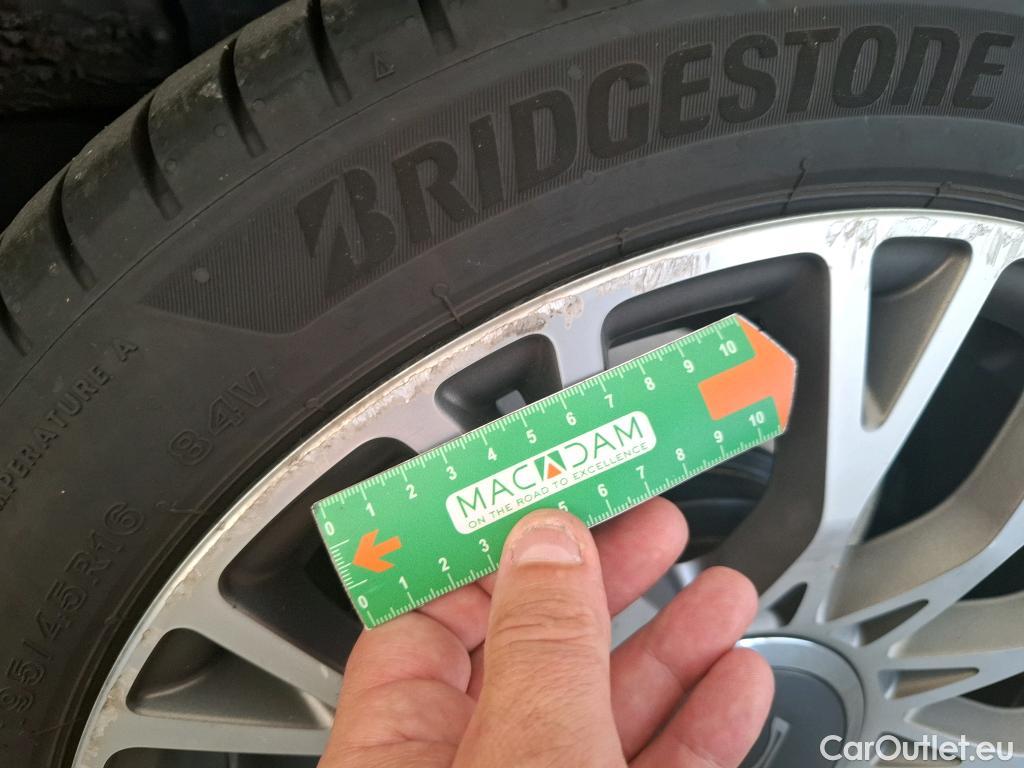 BRIDGESTONE
TEMPERATURE A
84V
195/45R16
0 1 2 3 4 5 6 7 8 9 10
MACADAM
ON THE ROAD TO EXCELLENCE
0 1 2 3 5 6 7 8 9 10
CarOutlet.eu